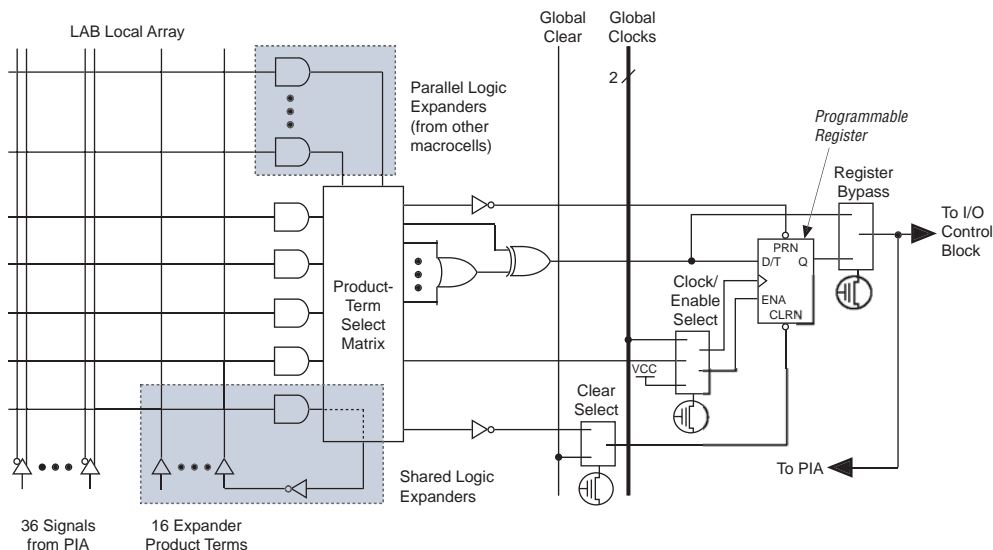 LAB Local Array
Global
Clear
Global
Clocks
2
Parallel Logic
Expanders
(from other
macrocells)
Programmable
Register
Register
Bypass
To I/O
Control
Block
PRN
D/T
Q
ENA
CLRN
Clock/
Enable
Select
Product-
Term
Select
Matrix
VCC
Clear
Select
To PIA
Shared Logic
Expanders
36 Signals
from PIA
16 Expander
Product Terms